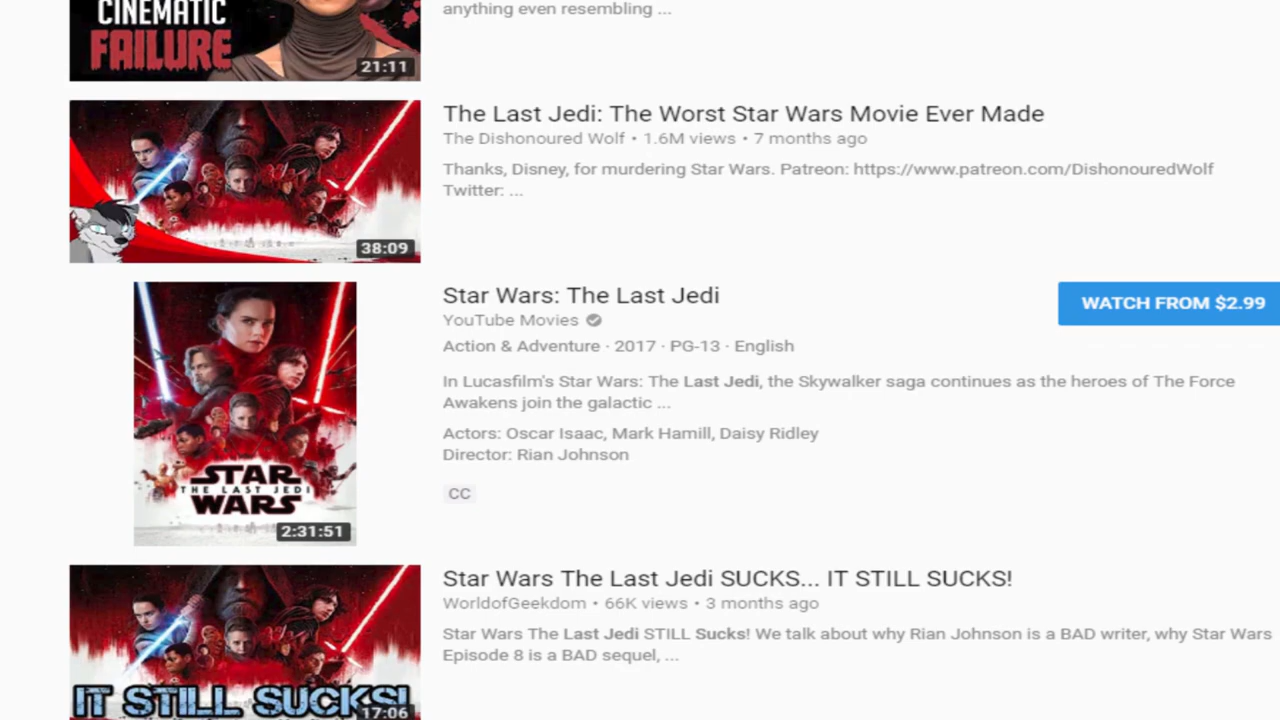 CINEMATIC
FAILURE
21:11
anything even resembling ...
The Last Jedi: The Worst Star Wars Movie Ever Made
The Dishonoured Wolf • 1.6M views • 7 months ago
Thanks, Disney, for murdering Star Wars. Patreon: https://www.patreon.com/DishonouredWolf
Twitter: ...
38:09
Star Wars: The Last Jedi
WATCH FROM $2.99
YouTube Movies
Action & Adventure · 2017 · PG-13 · English
In Lucasfilm's Star Wars: The Last Jedi, the Skywalker saga continues as the heroes of The Force
Awakens join the galactic ...
Actors: Oscar Isaac, Mark Hamill, Daisy Ridley
Director: Rian Johnson
CC
STAR
THE LAST JEDI
WARS
2:31:51
Star Wars The Last Jedi SUCKS... IT STILL SUCKS!
WorldofGeekdom • 66K views • 3 months ago
Star Wars The Last Jedi STILL Sucks! We talk about why Rian Johnson is a BAD writer, why Star Wars
Episode 8 is a BAD sequel, ...
IT STILL SUCKS!
17:06